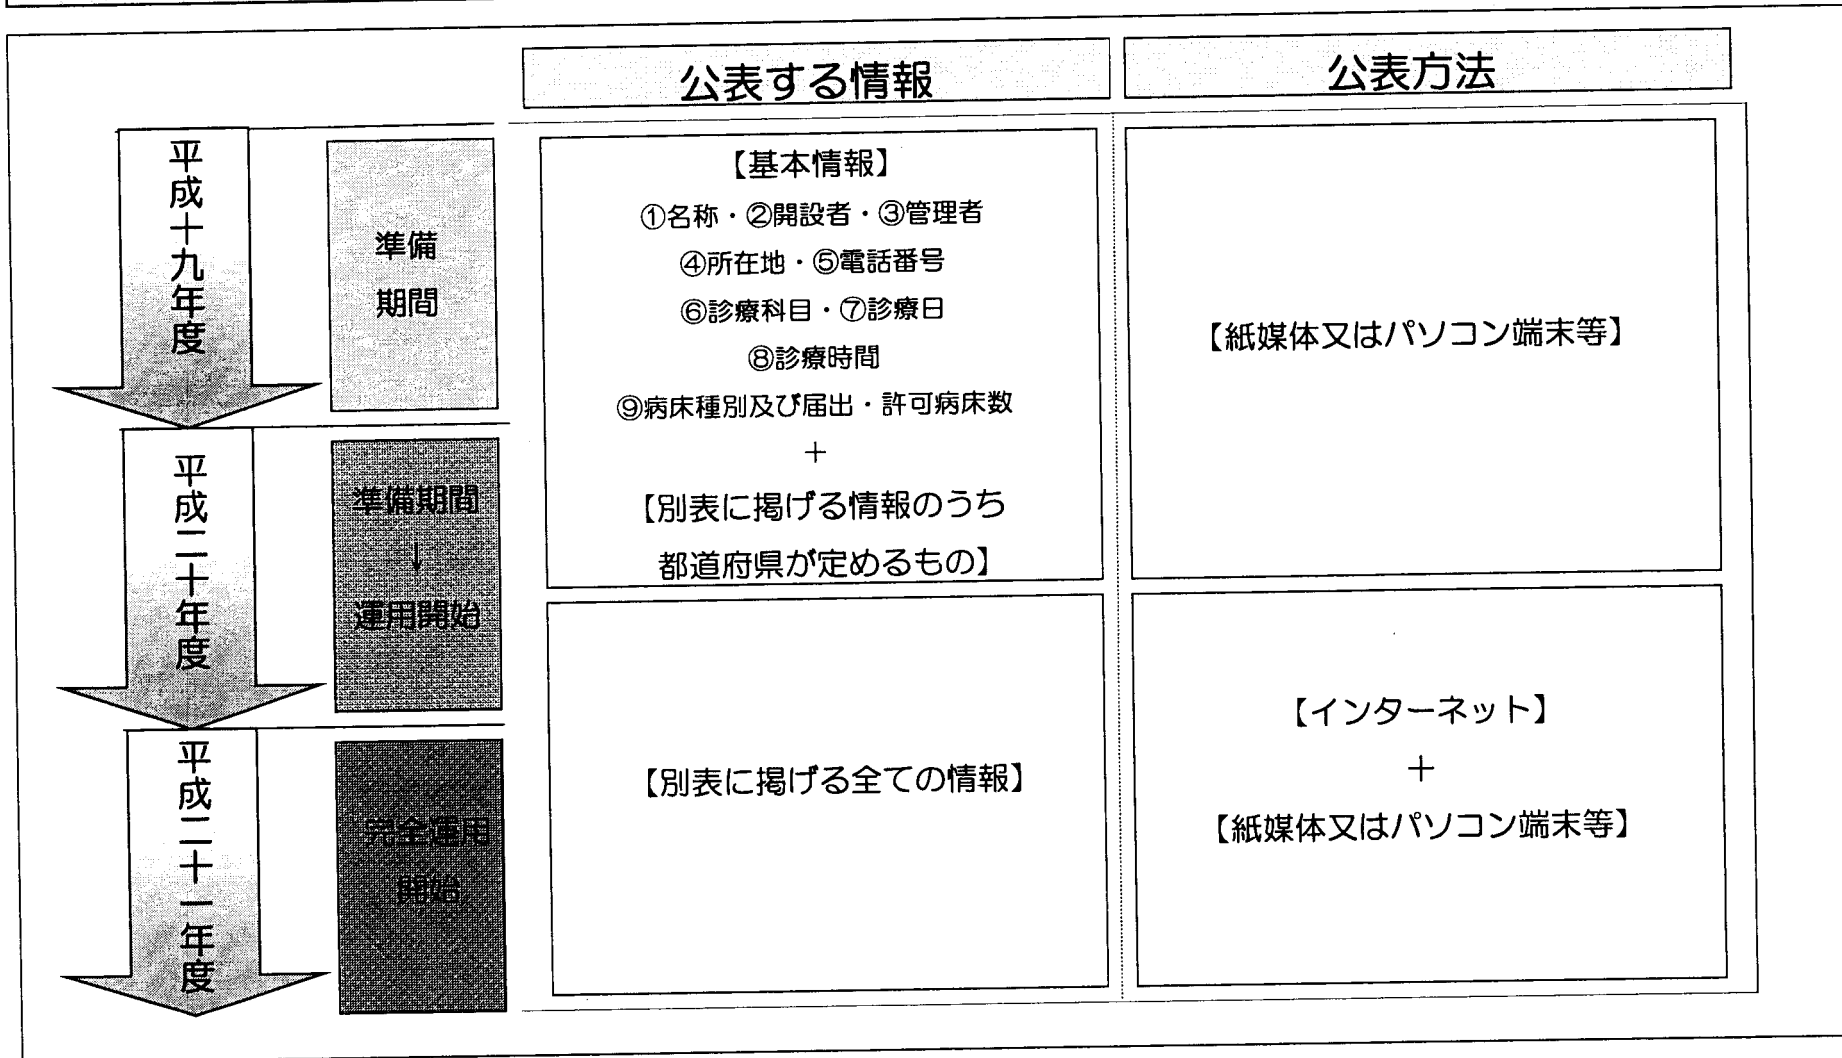 公表する情報
公表方法
平成十九年度
準備
期間
【基本情報】
①名称・②開設者・③管理者
④所在地・⑤電話番号
⑥診療科目・⑦診療日
⑧診療時間
⑨病床種別及び届出・許可病床数
＋
【別表に掲げる情報のうち
都道府県が定めるもの】
【紙媒体又はパソコン端末等】
平成二十年度
準備期間
↓
運用開始
平成二十一年度
完全運用
開始
【別表に掲げる全ての情報】
【インターネット】
＋
【紙媒体又はパソコン端末等】